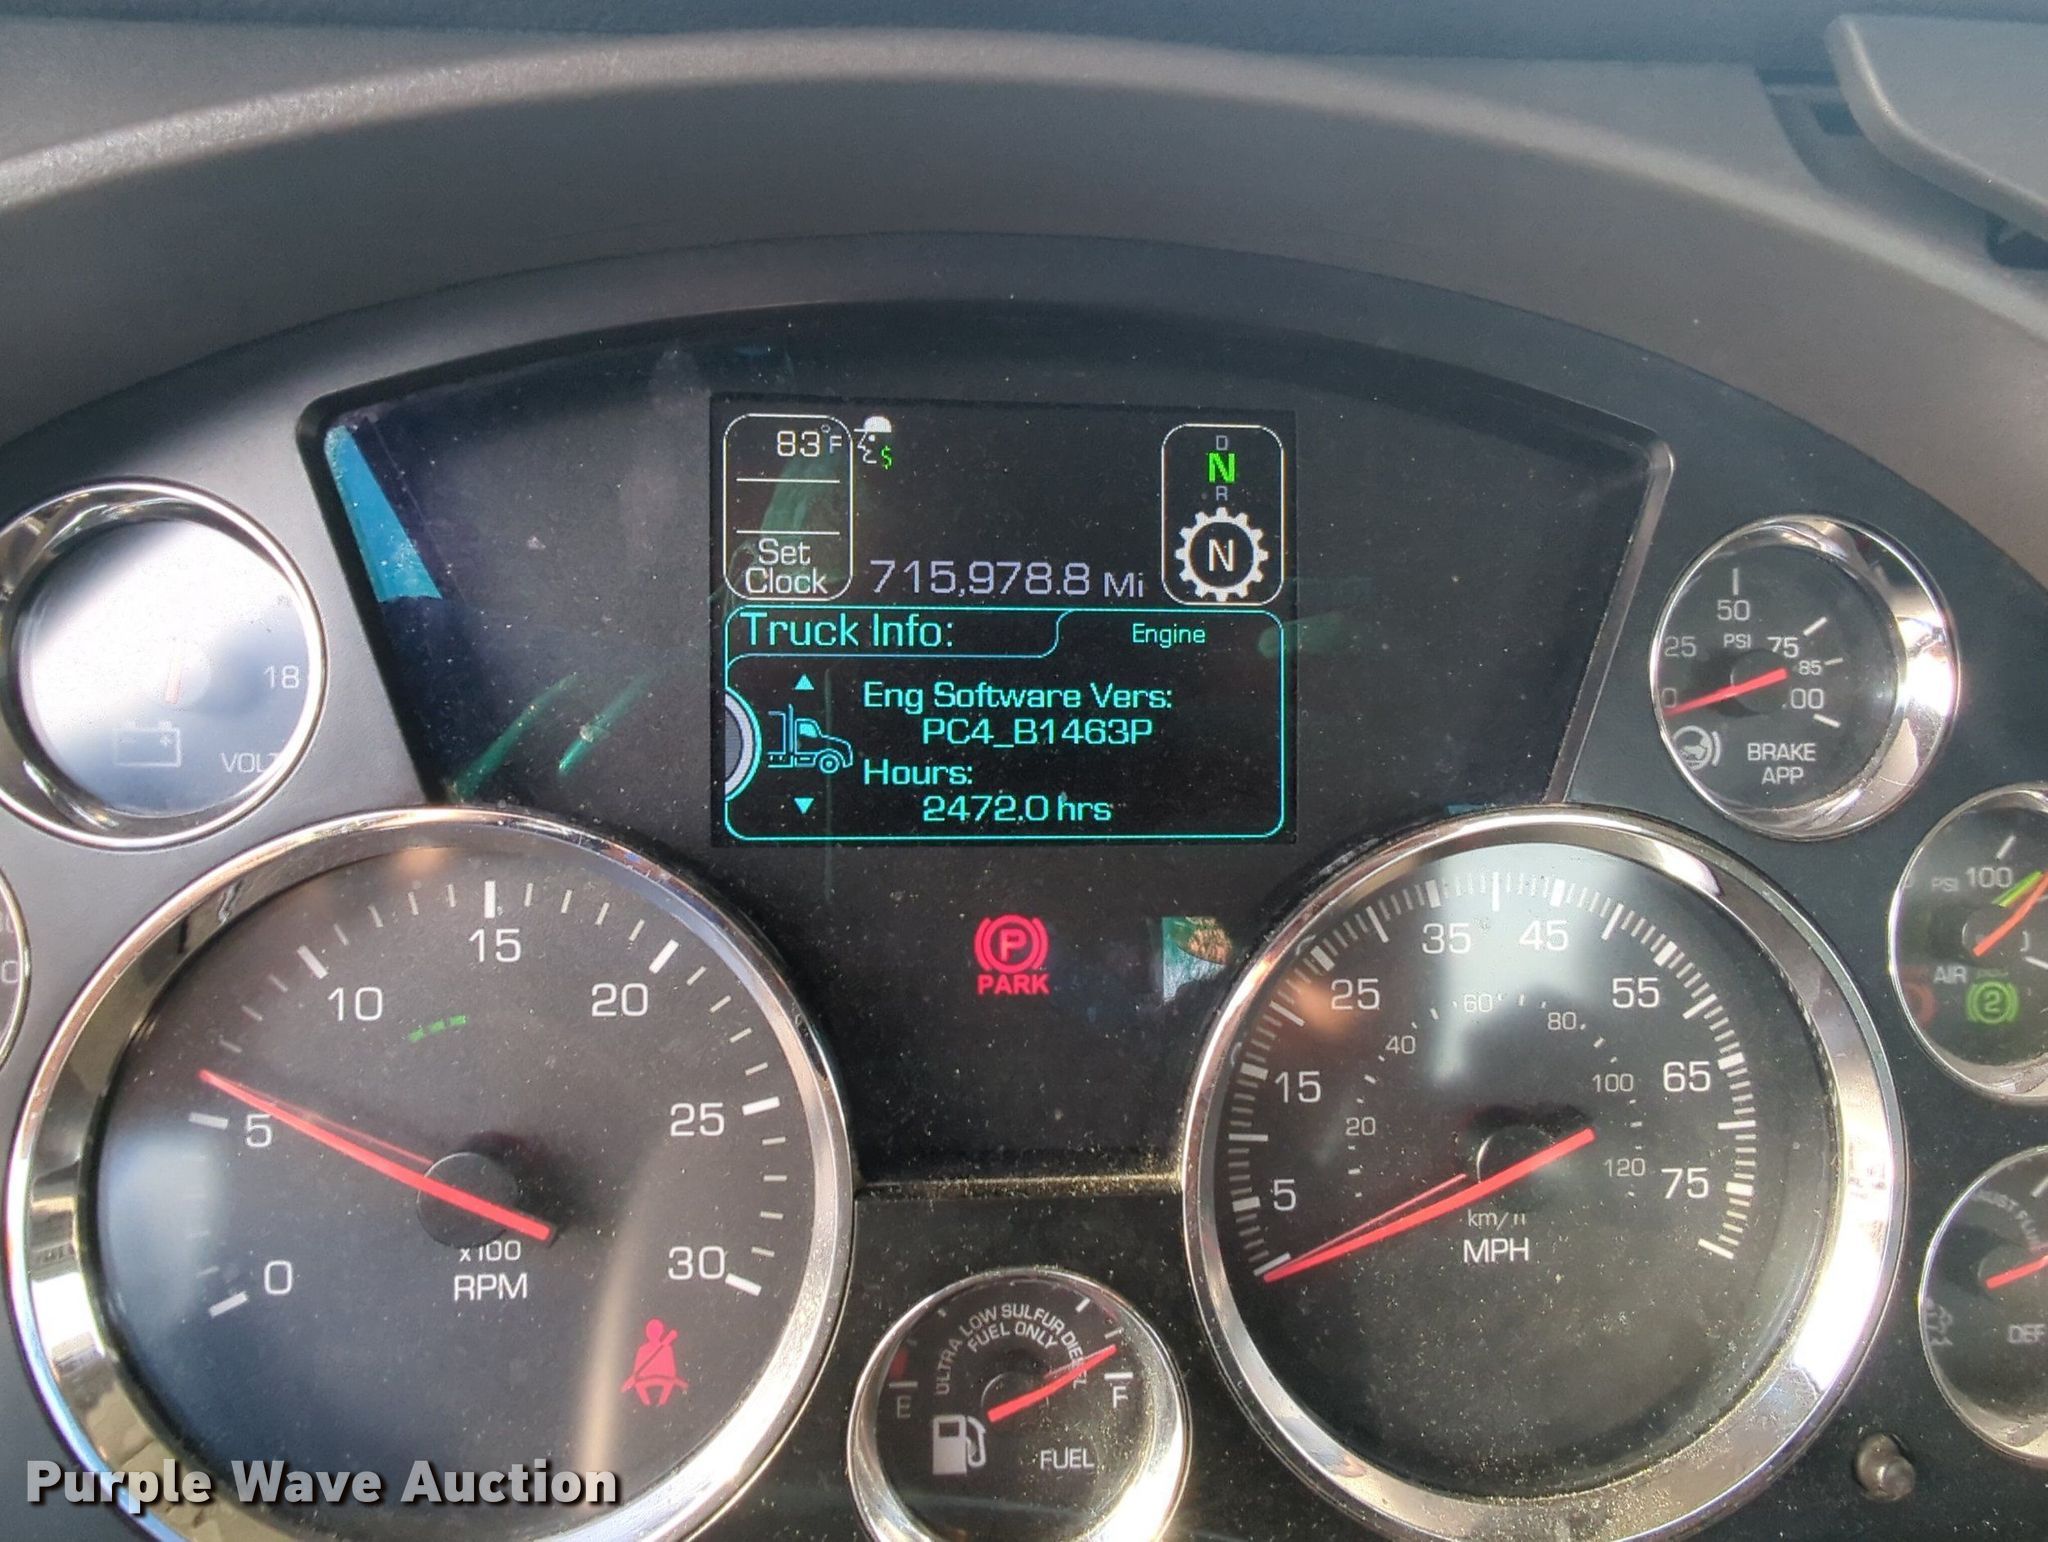 83°F
$
D
N
R
N
Set
Clock
715,978.8 Mi
Truck Info:
Engine
Eng Software Vers:
PC4_B1463P
Hours:
2472.0 hrs
P
PARK
18
VOLT
0
5
10
15
20
25
30
x100
RPM
5
15
25
35
45
55
65
75
20
40
60
80
100
120
km/h
MPH
0
25
50
75
85
PSI
BRAKE
APP
PSI
100
AIR
2
DEF
ULTRA LOW SULFUR DIESEL
FUEL ONLY
E
F
FUEL
Purple Wave Auction